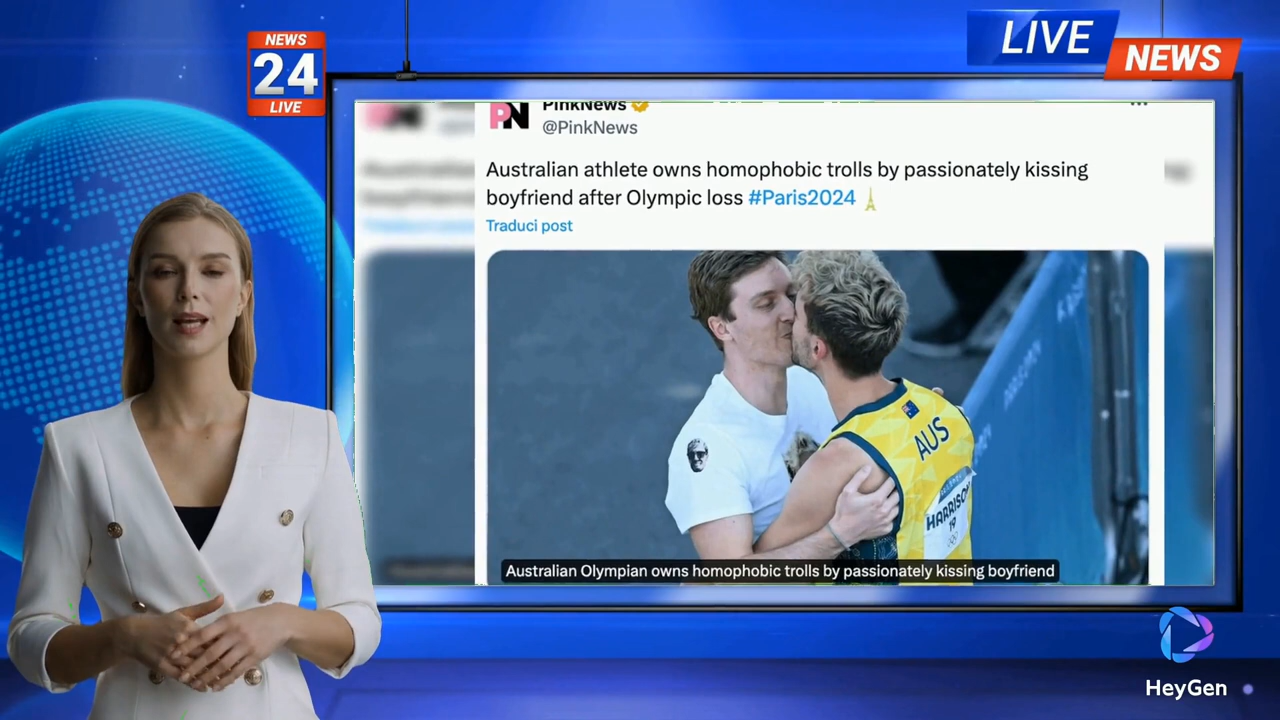 NEWS
24
LIVE
LIVE
NEWS
PN
PinkNews
@PinkNews
Australian athlete owns homophobic trolls by passionately kissing
boyfriend after Olympic loss #Paris2024
Traduci post
AUS
HARRISON
19
Australian Olympian owns homophobic trolls by passionately kissing boyfriend
HeyGen